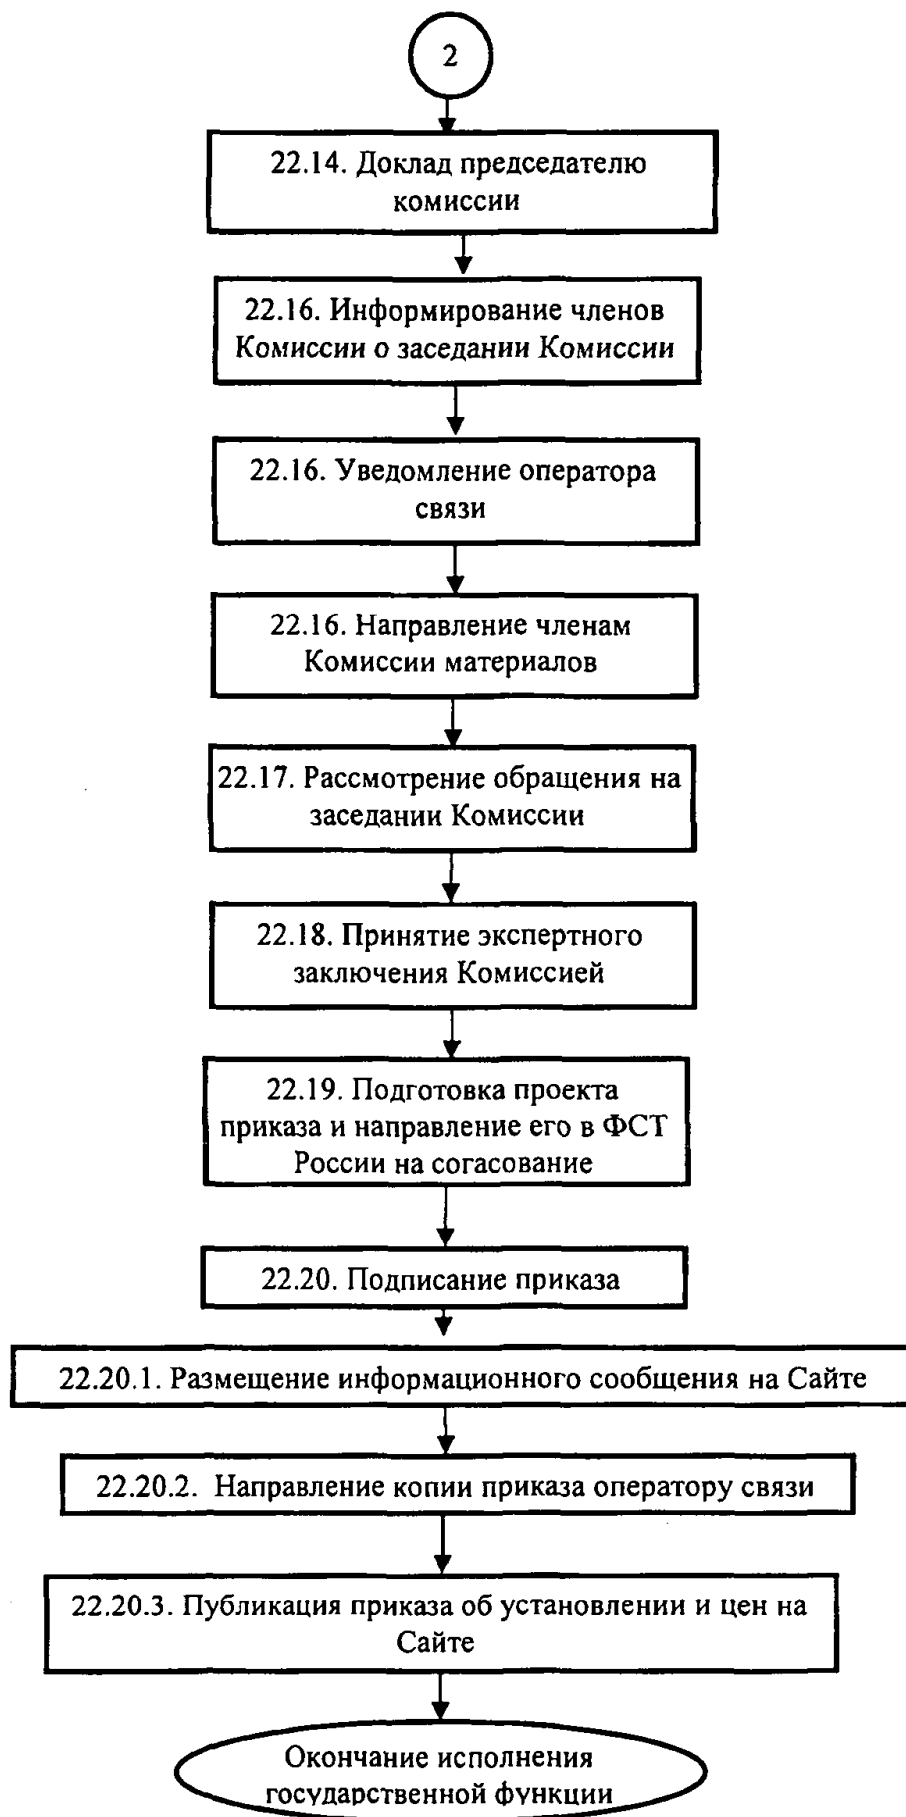 2
22.14. Доклад председателю
комиссии
22.16. Информирование членов
Комиссии о заседании Комиссии
22.16. Уведомление оператора
связи
22.16. Направление членам
Комиссии материалов
22.17. Рассмотрение обращения на
заседании Комиссии
22.18. Принятие экспертного
заключения Комиссией
22.19. Подготовка проекта
приказа и направление его в ФСТ
России на согасование
22.20. Подписание приказа
22.20.1. Размещение информационного сообщения на Сайте
22.20.2. Направление копии приказа оператору связи
22.20.3. Публикация приказа об установлении и цен на
Сайте
Окончание исполнения
государственной функции